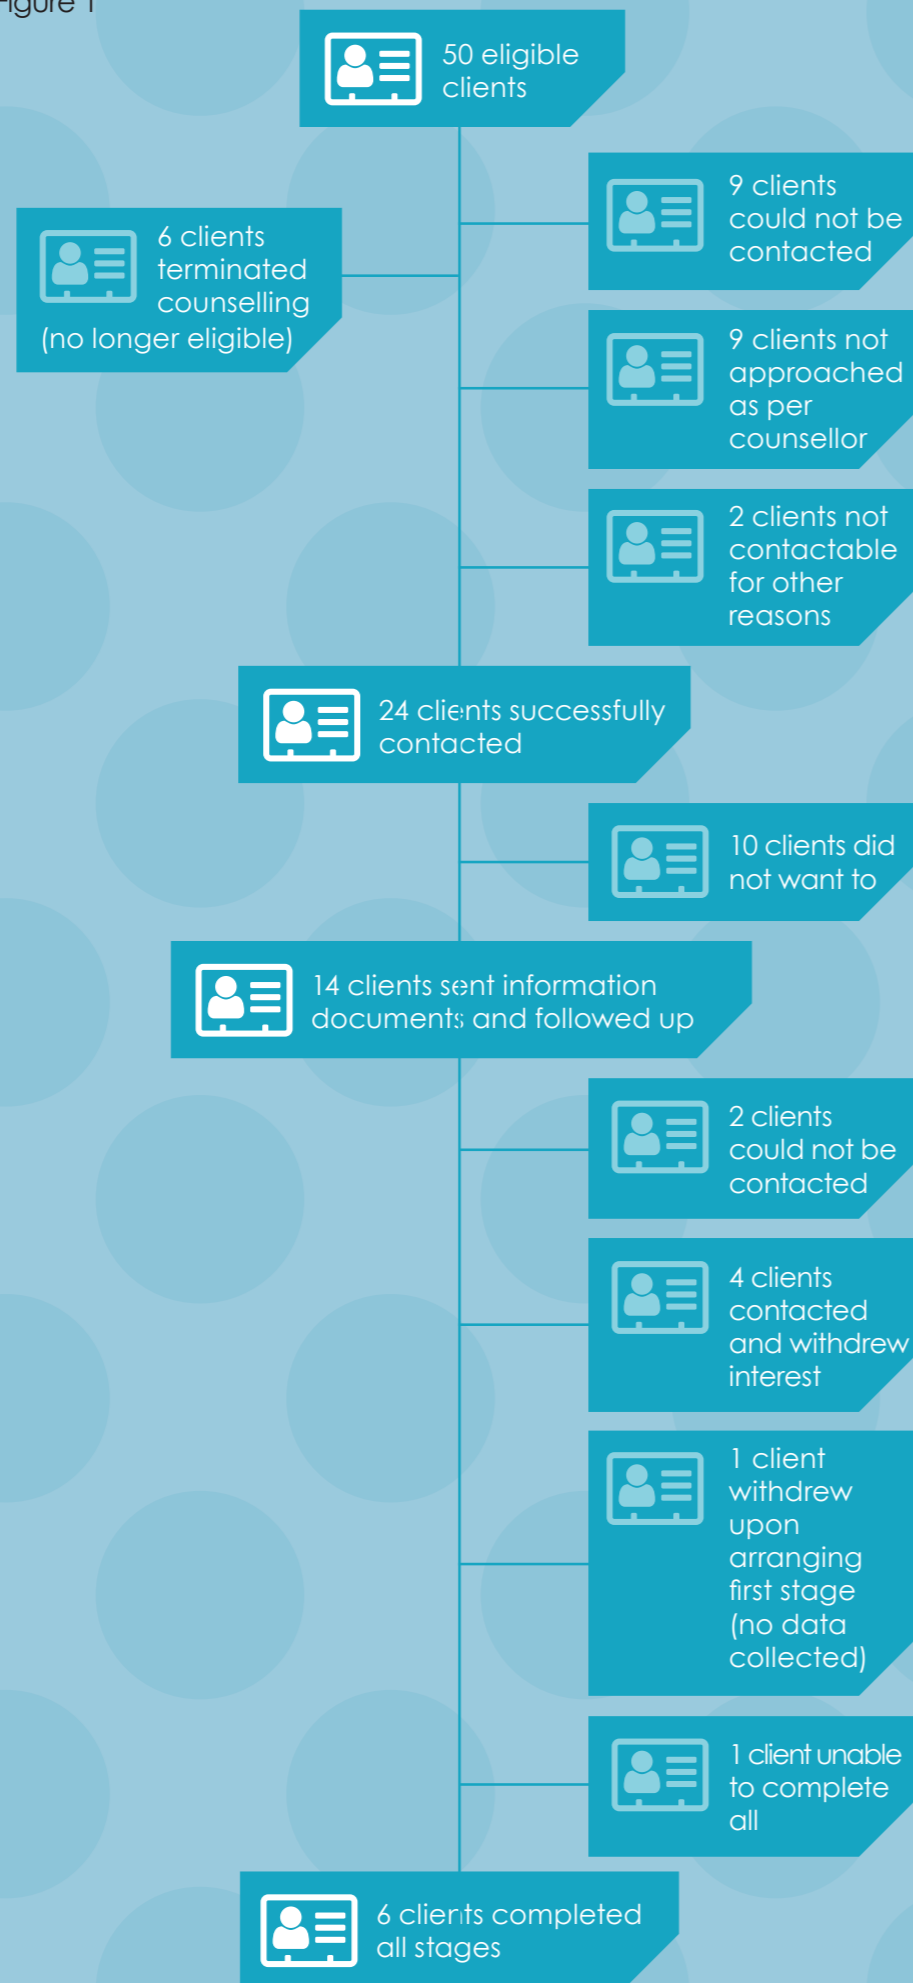 Figure 1
50 eligible
clients
9 clients
could not be
contacted
6 clients
terminated
counselling
(no longer eligible)
9 clients not
approached
as per
counsellor
2 clients not
contactable
for other
reasons
24 clients successfully
contacted
10 clients did
not want to
14 clients sent information
documents and followed up
2 clients
could not be
contacted
4 clients
contacted
and withdrew
interest
1 client
withdrew
upon
arranging
first stage
(no data
collected)
1 client unable
to complete
all
6 clients completed
all stages